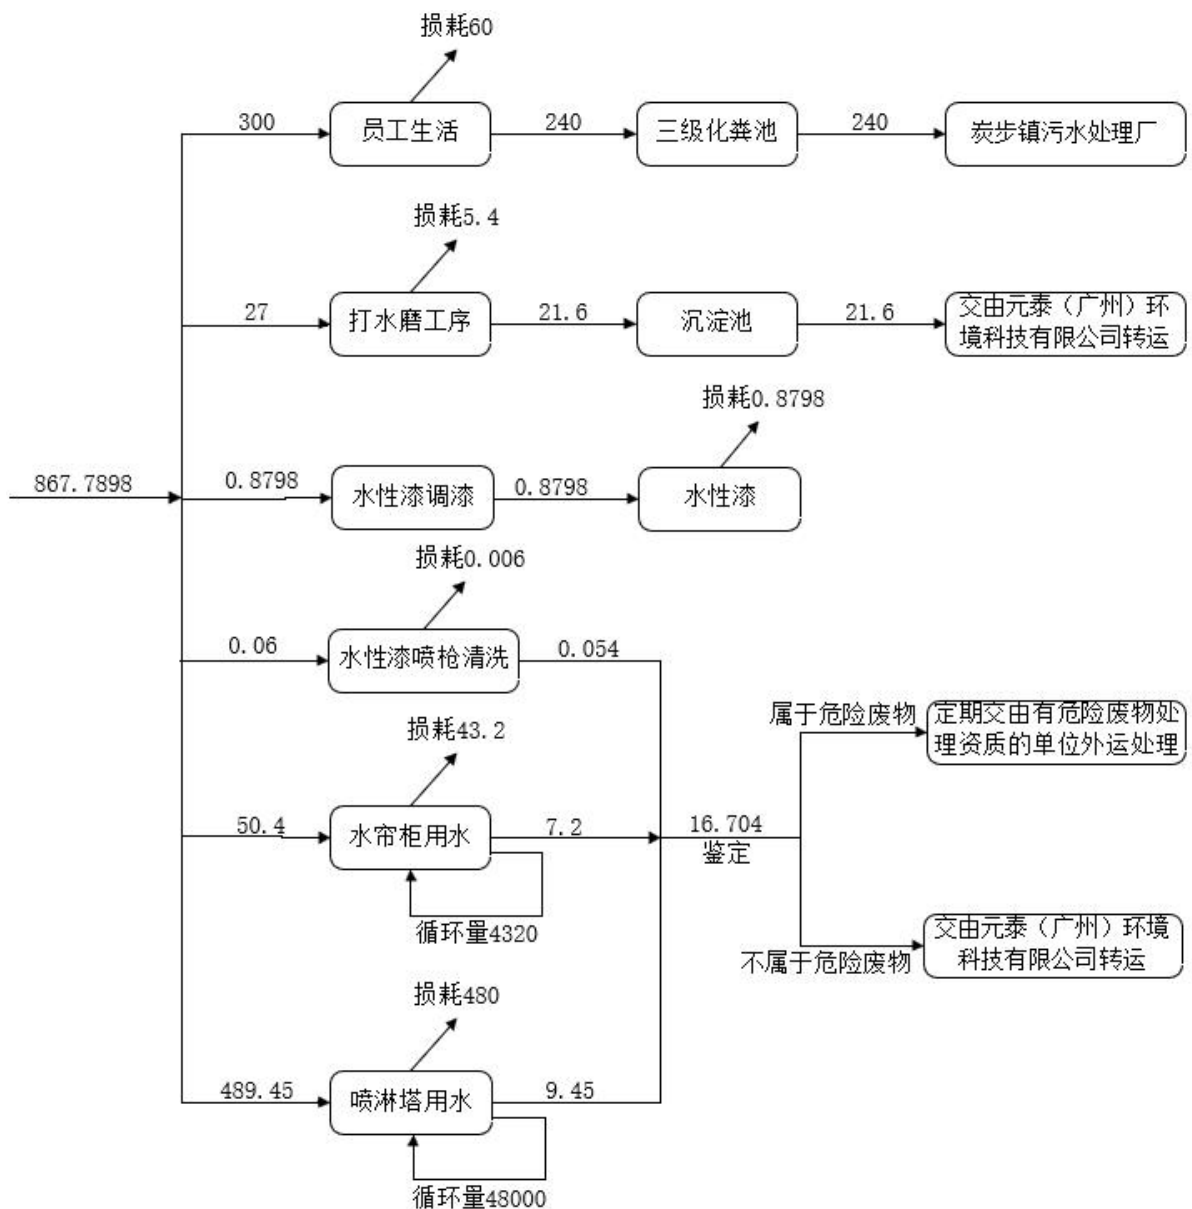 损耗60
300
员工生活
240
三级化粪池
240
炭步镇污水处理厂
损耗5.4
27
打水磨工序
21.6
沉淀池
21.6
交由元泰（广州）环
境科技有限公司转运
损耗0.8798
867.7898
0.8798
水性漆调漆
0.8798
水性漆
损耗0.006
0.06
水性漆喷枪清洗
0.054
属于危险废物
定期交由有危险废物处
理资质的单位外运处理
损耗43.2
50.4
水帘柜用水
7.2
16.704
鉴定
循环量4320
不属于危险废物
交由元泰（广州）环境
科技有限公司转运
损耗480
489.45
喷淋塔用水
9.45
循环量48000